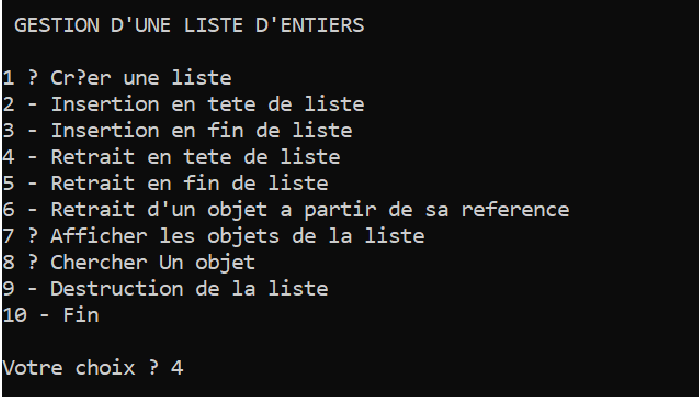 GESTION D'UNE LISTE D'ENTIERS
1 ? Cr?er une liste
2 - Insertion en tete de liste
3 - Insertion en fin de liste
4 - Retrait en tete de liste
5 - Retrait en fin de liste
6 - Retrait d'un objet a partir de sa reference
7 ? Afficher les objets de la liste
8 ? Chercher Un objet
9 - Destruction de la liste
10 - Fin
Votre choix ? 4